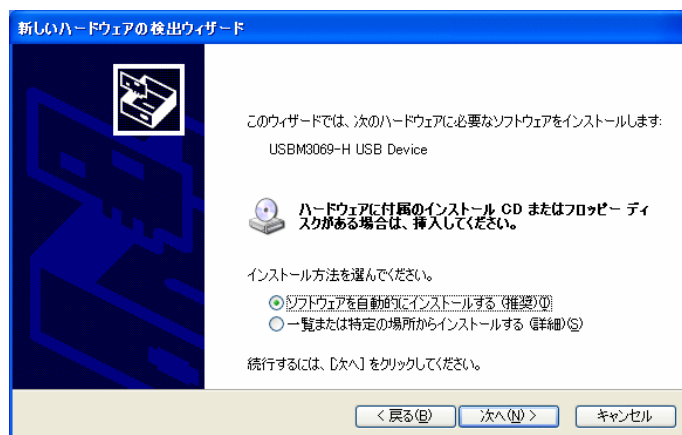 新しいハードウェアの検出ウィザード
このウィザードでは、次のハードウェアに必要なソフトウェアをインストールします:
USBM3069-H USB Device
ハードウェアに付属のインストール CD またはフロッピー ディ
スクがある場合は、挿入してください。
インストール方法を選んでください。
ソフトウェアを自動的にインストールする (推奨)(I)
一覧または特定の場所からインストールする (詳細)(S)
続行するには、[次へ] をクリックしてください。
< 戻る(B) 次へ(N) > キャンセル